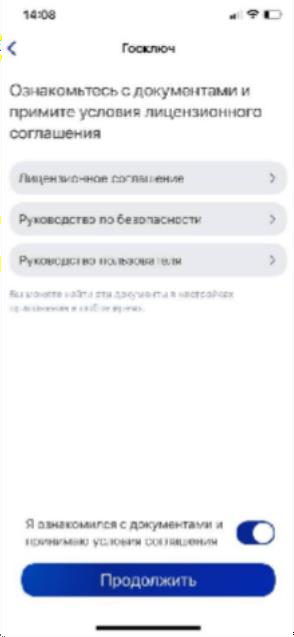 14:08
Госключ
Ознакомьтесь с документами и
примите условия лицензионного
соглашения
Лицензионное соглашение
Руководство по безопасности
Руководство пользователя
Вы можете найти эти документы в настройках
приложения в любое время.
Я ознакомился с документами и
принимаю условия соглашения
Продолжить